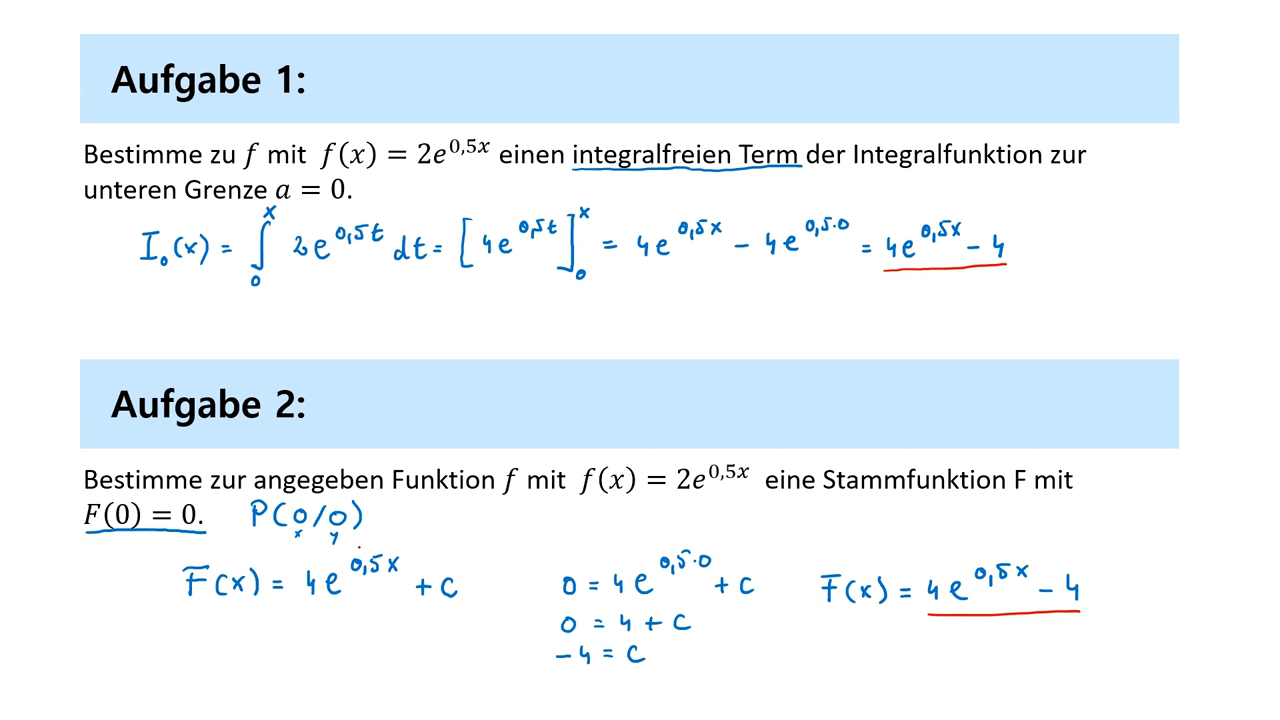 Aufgabe 1:
Bestimme zu f mit f(x) = 2e^{0,5x} einen integralfreien Term der Integralfunktion zur
unteren Grenze a = 0.
I₀(x) = ∫₀ˣ 2e^{0,5t} dt = [4e^{0,5t}]₀ˣ = 4e^{0,5x} − 4e^{0,5·0} = 4e^{0,5x} − 4
Aufgabe 2:
Bestimme zur angegeben Funktion f mit f(x) = 2e^{0,5x} eine Stammfunktion F mit
F(0) = 0. P(0/0)
x y
F(x) = 4e^{0,5x} + c 0 = 4e^{0,5·0} + c F(x) = 4e^{0,5x} − 4
0 = 4 + c
−4 = c